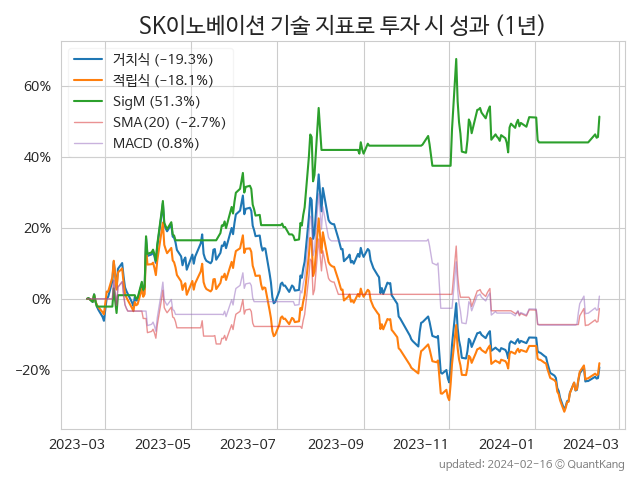 SK이노베이션 기술 지표로 투자 시 성과 (1년)
거치식 (−19.3%)
적립식 (−18.1%)
SigM (51.3%)
SMA(20) (−2.7%)
MACD (0.8%)
60%
40%
20%
0%
−20%
2023-03 2023-05 2023-07 2023-09 2023-11 2024-01 2024-03
updated: 2024-02-16 ⓒ QuantKang